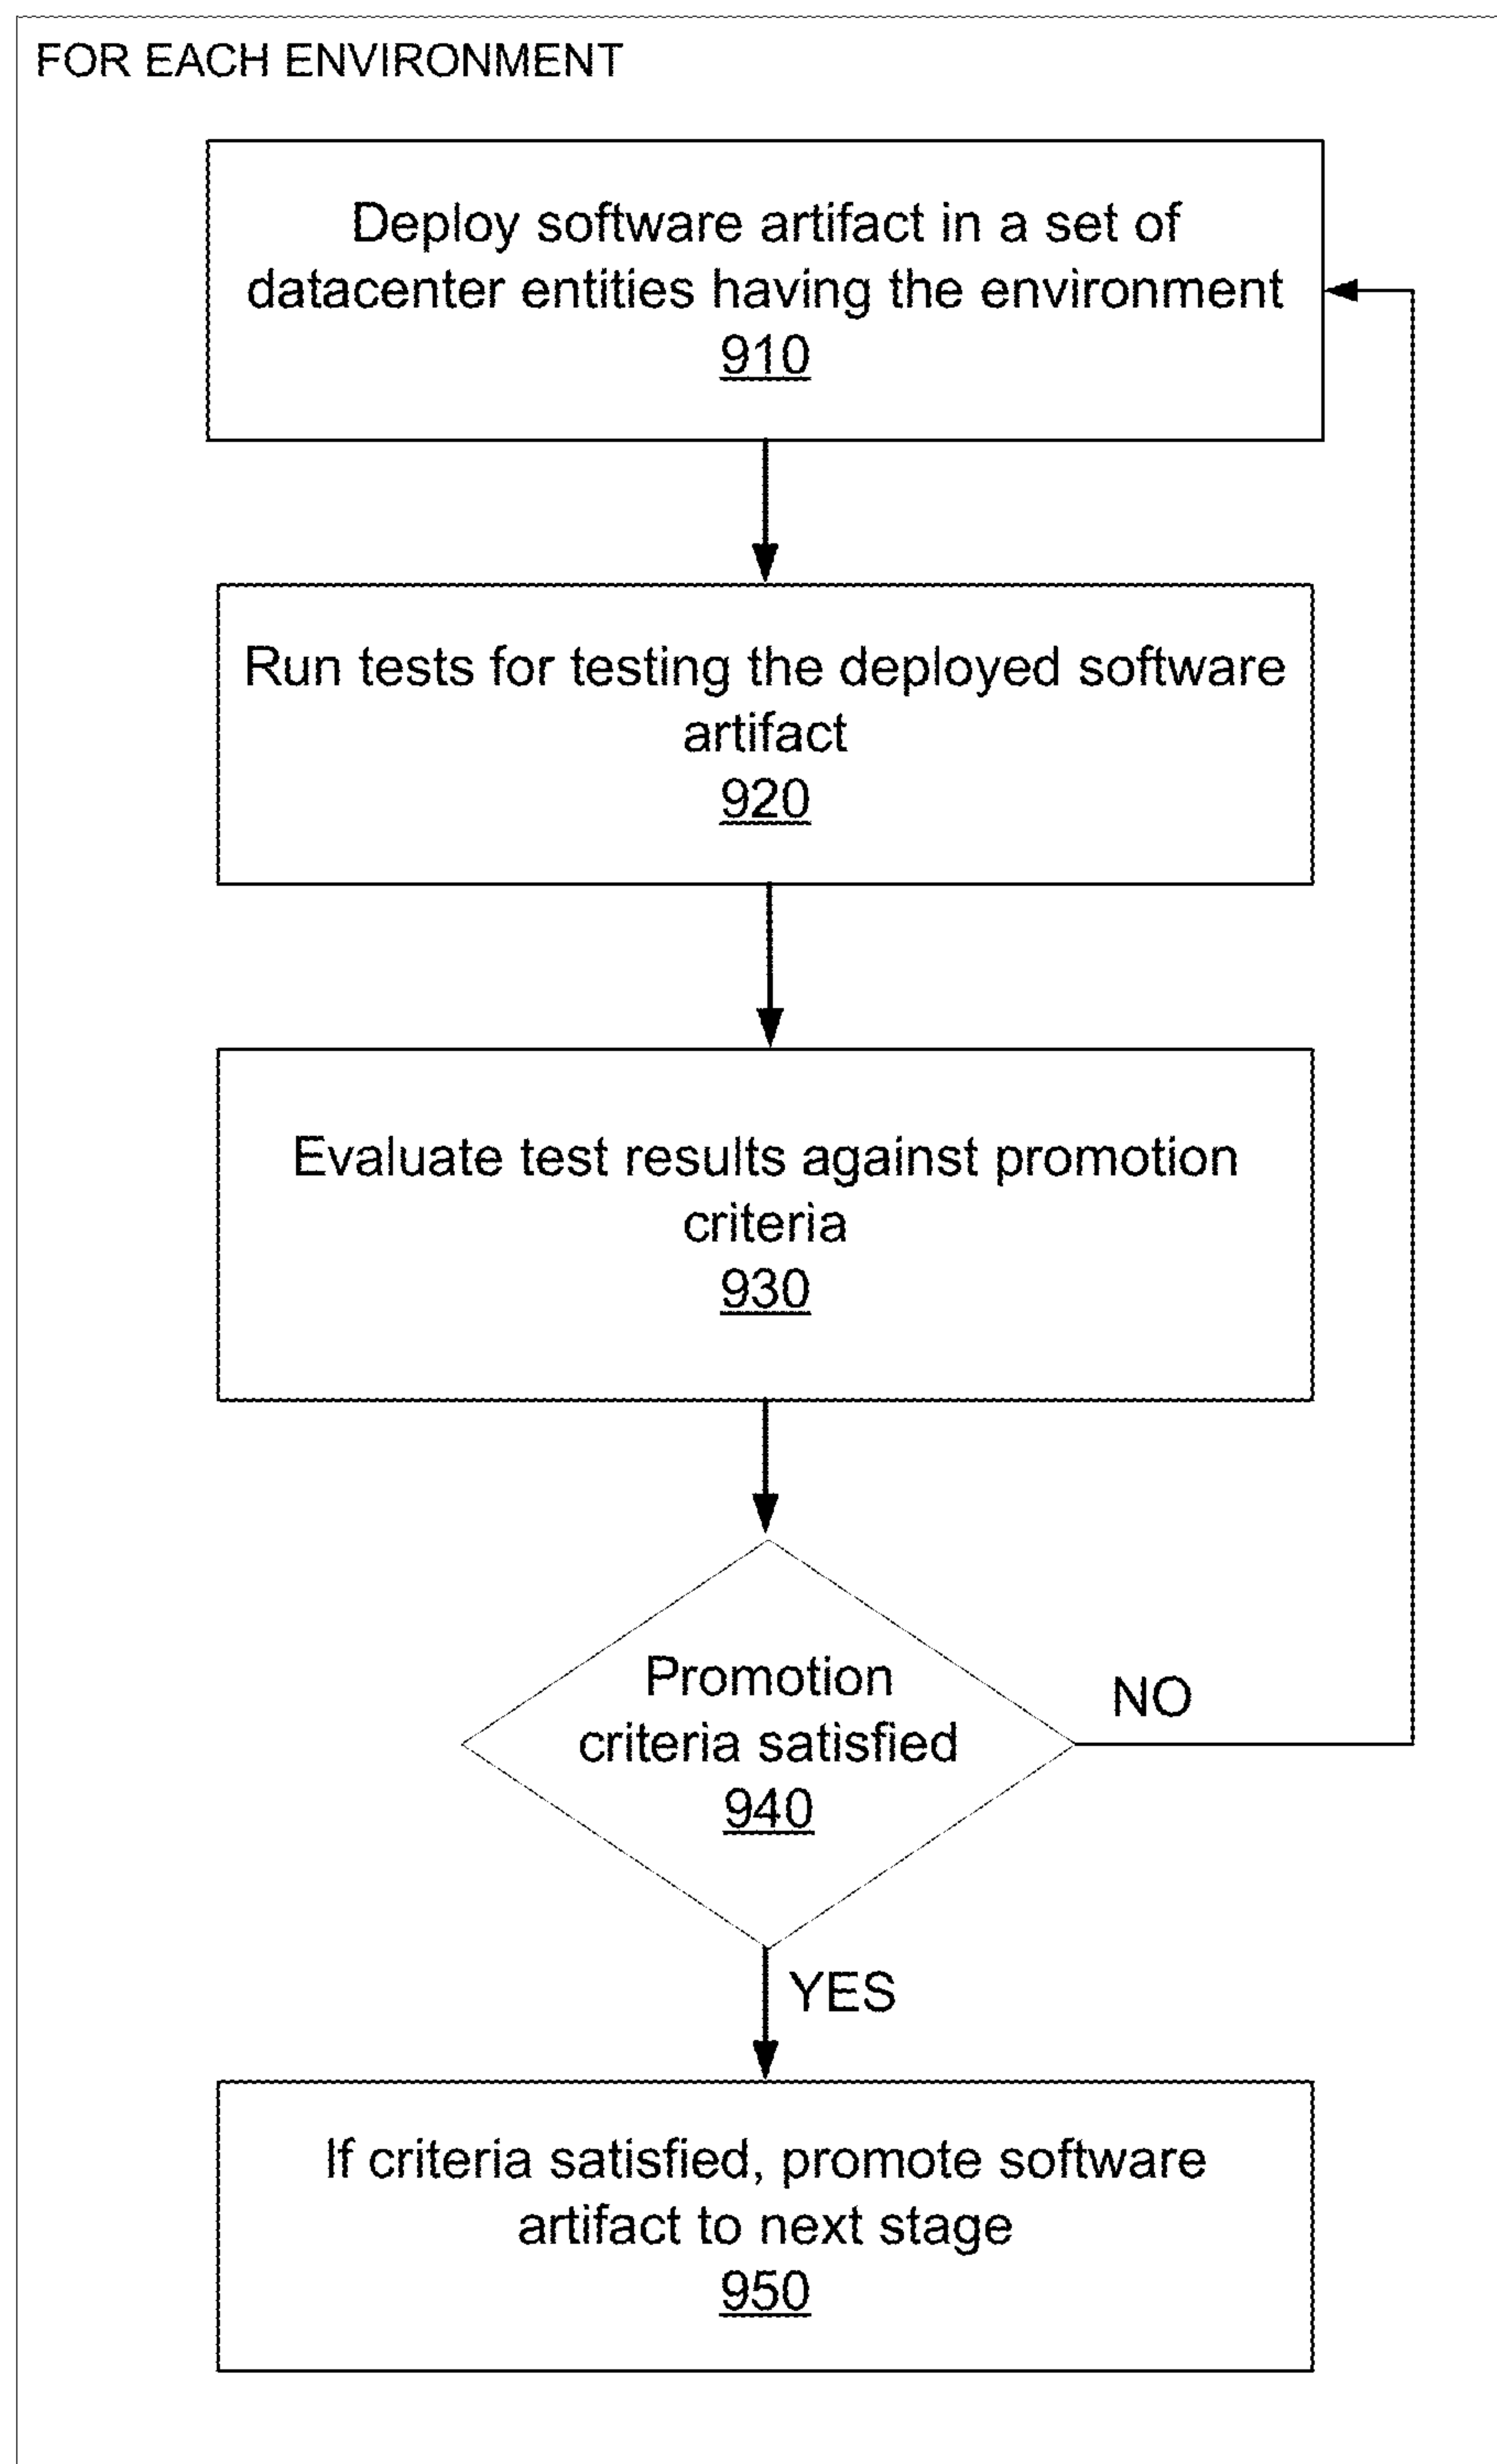 FOR EACH ENVIRONMENT
Deploy software artifact in a set of
datacenter entities having the environment
910
Run tests for testing the deployed software
artifact
920
Evaluate test results against promotion
criteria
930
Promotion
criteria satisfied
940
NO
YES
If criteria satisfied, promote software
artifact to next stage
950